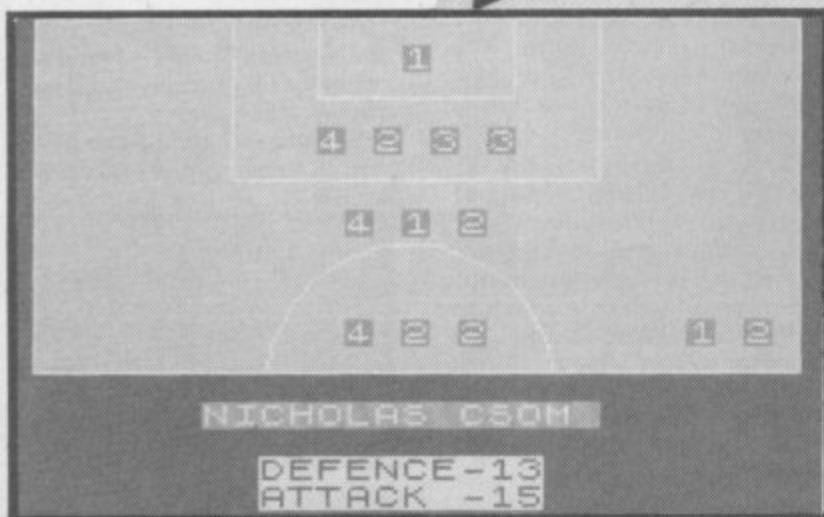 1
4 2 3 3
4 1 2
4 2 2 1 2
NICHOLAS CSOM
DEFENCE-13
ATTACK -15